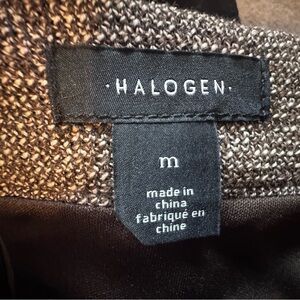 ·HALOGEN·
m
made in
china
fabriqué en
chine